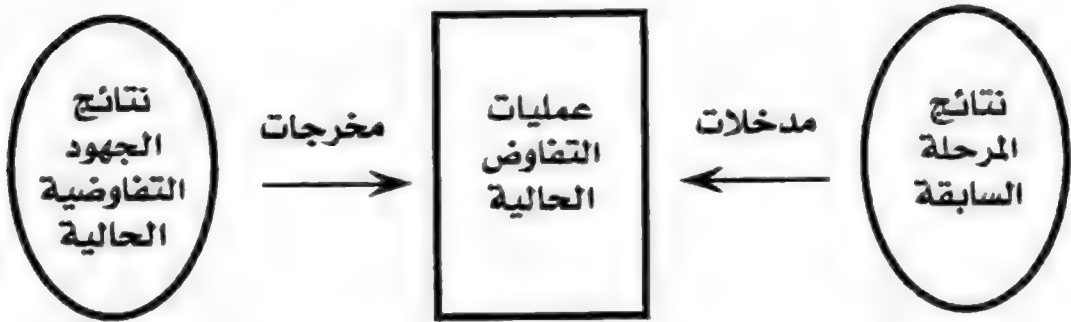 نتائج
المرحلة
السابقة
مدخلات
عمليات
التفاوض
الحالية
مخرجات
نتائج
الجهود
التفاوضية
الحالية